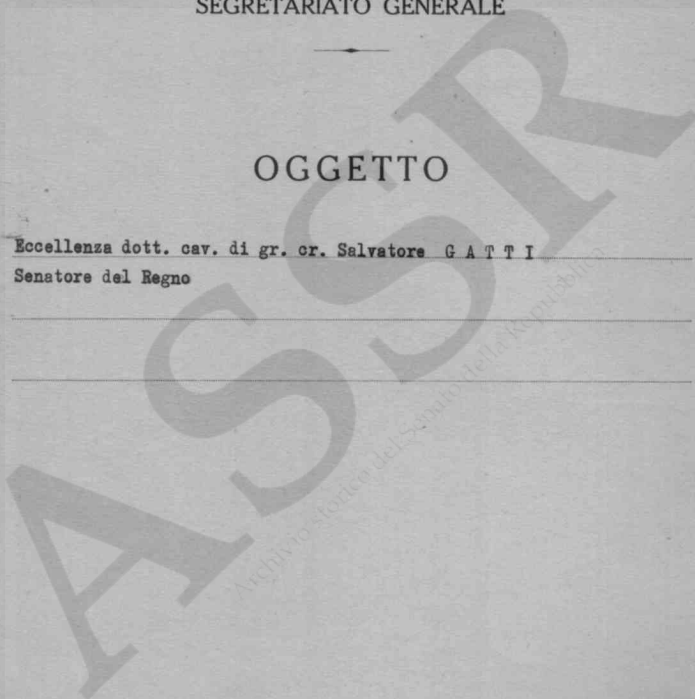 SEGRETARIATO GENERALE
OGGETTO
Eccellenza dott. cav. di gr. cr. Salvatore G A T T I
Senatore del Regno
ASSR
Archivio storico del Senato della Repubblica